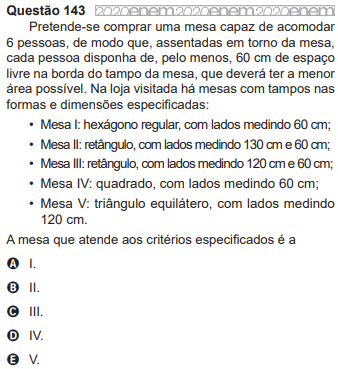 Questão 143 2020enem2020enem2020enem
Pretende-se comprar uma mesa capaz de acomodar
6 pessoas, de modo que, assentadas em torno da mesa,
cada pessoa disponha de, pelo menos, 60 cm de espaço
livre na borda do tampo da mesa, que deverá ter a menor
área possível. Na loja visitada há mesas com tampos nas
formas e dimensões especificadas:
• Mesa I: hexágono regular, com lados medindo 60 cm;
• Mesa II: retângulo, com lados medindo 130 cm e 60 cm;
• Mesa III: retângulo, com lados medindo 120 cm e 60 cm;
• Mesa IV: quadrado, com lados medindo 60 cm;
• Mesa V: triângulo equilátero, com lados medindo
120 cm.
A mesa que atende aos critérios especificados é a
A I.
B II.
C III.
D IV.
E V.